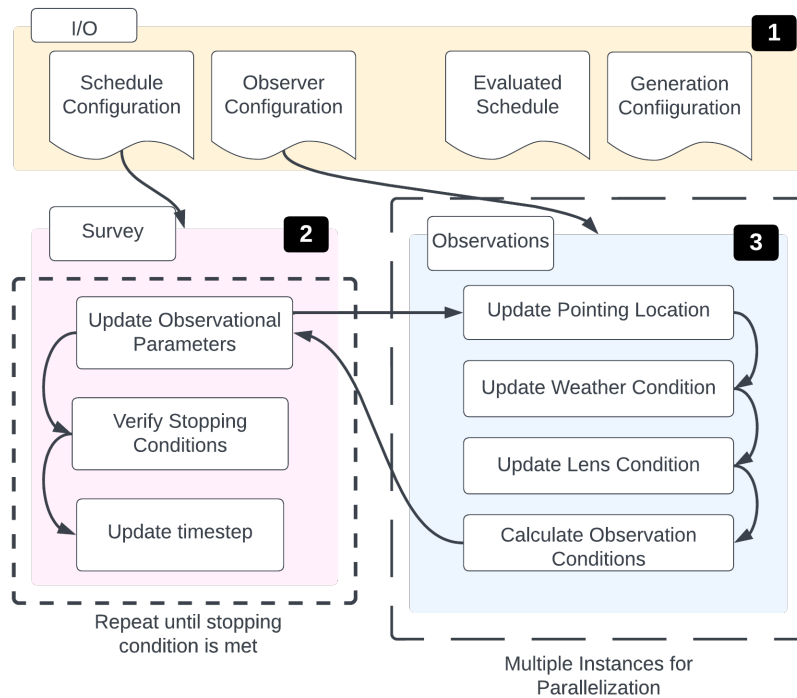 I/O
1
Schedule
Configuration
Observer
Configuration
Evaluated
Schedule
Generation
Confiiguration
Survey
2
Observations
3
Update Observational
Parameters
Verify Stopping
Conditions
Update timestep
Repeat until stopping
condition is met
Update Pointing Location
Update Weather Condition
Update Lens Condition
Calculate Observation
Conditions
Multiple Instances for
Parallelization